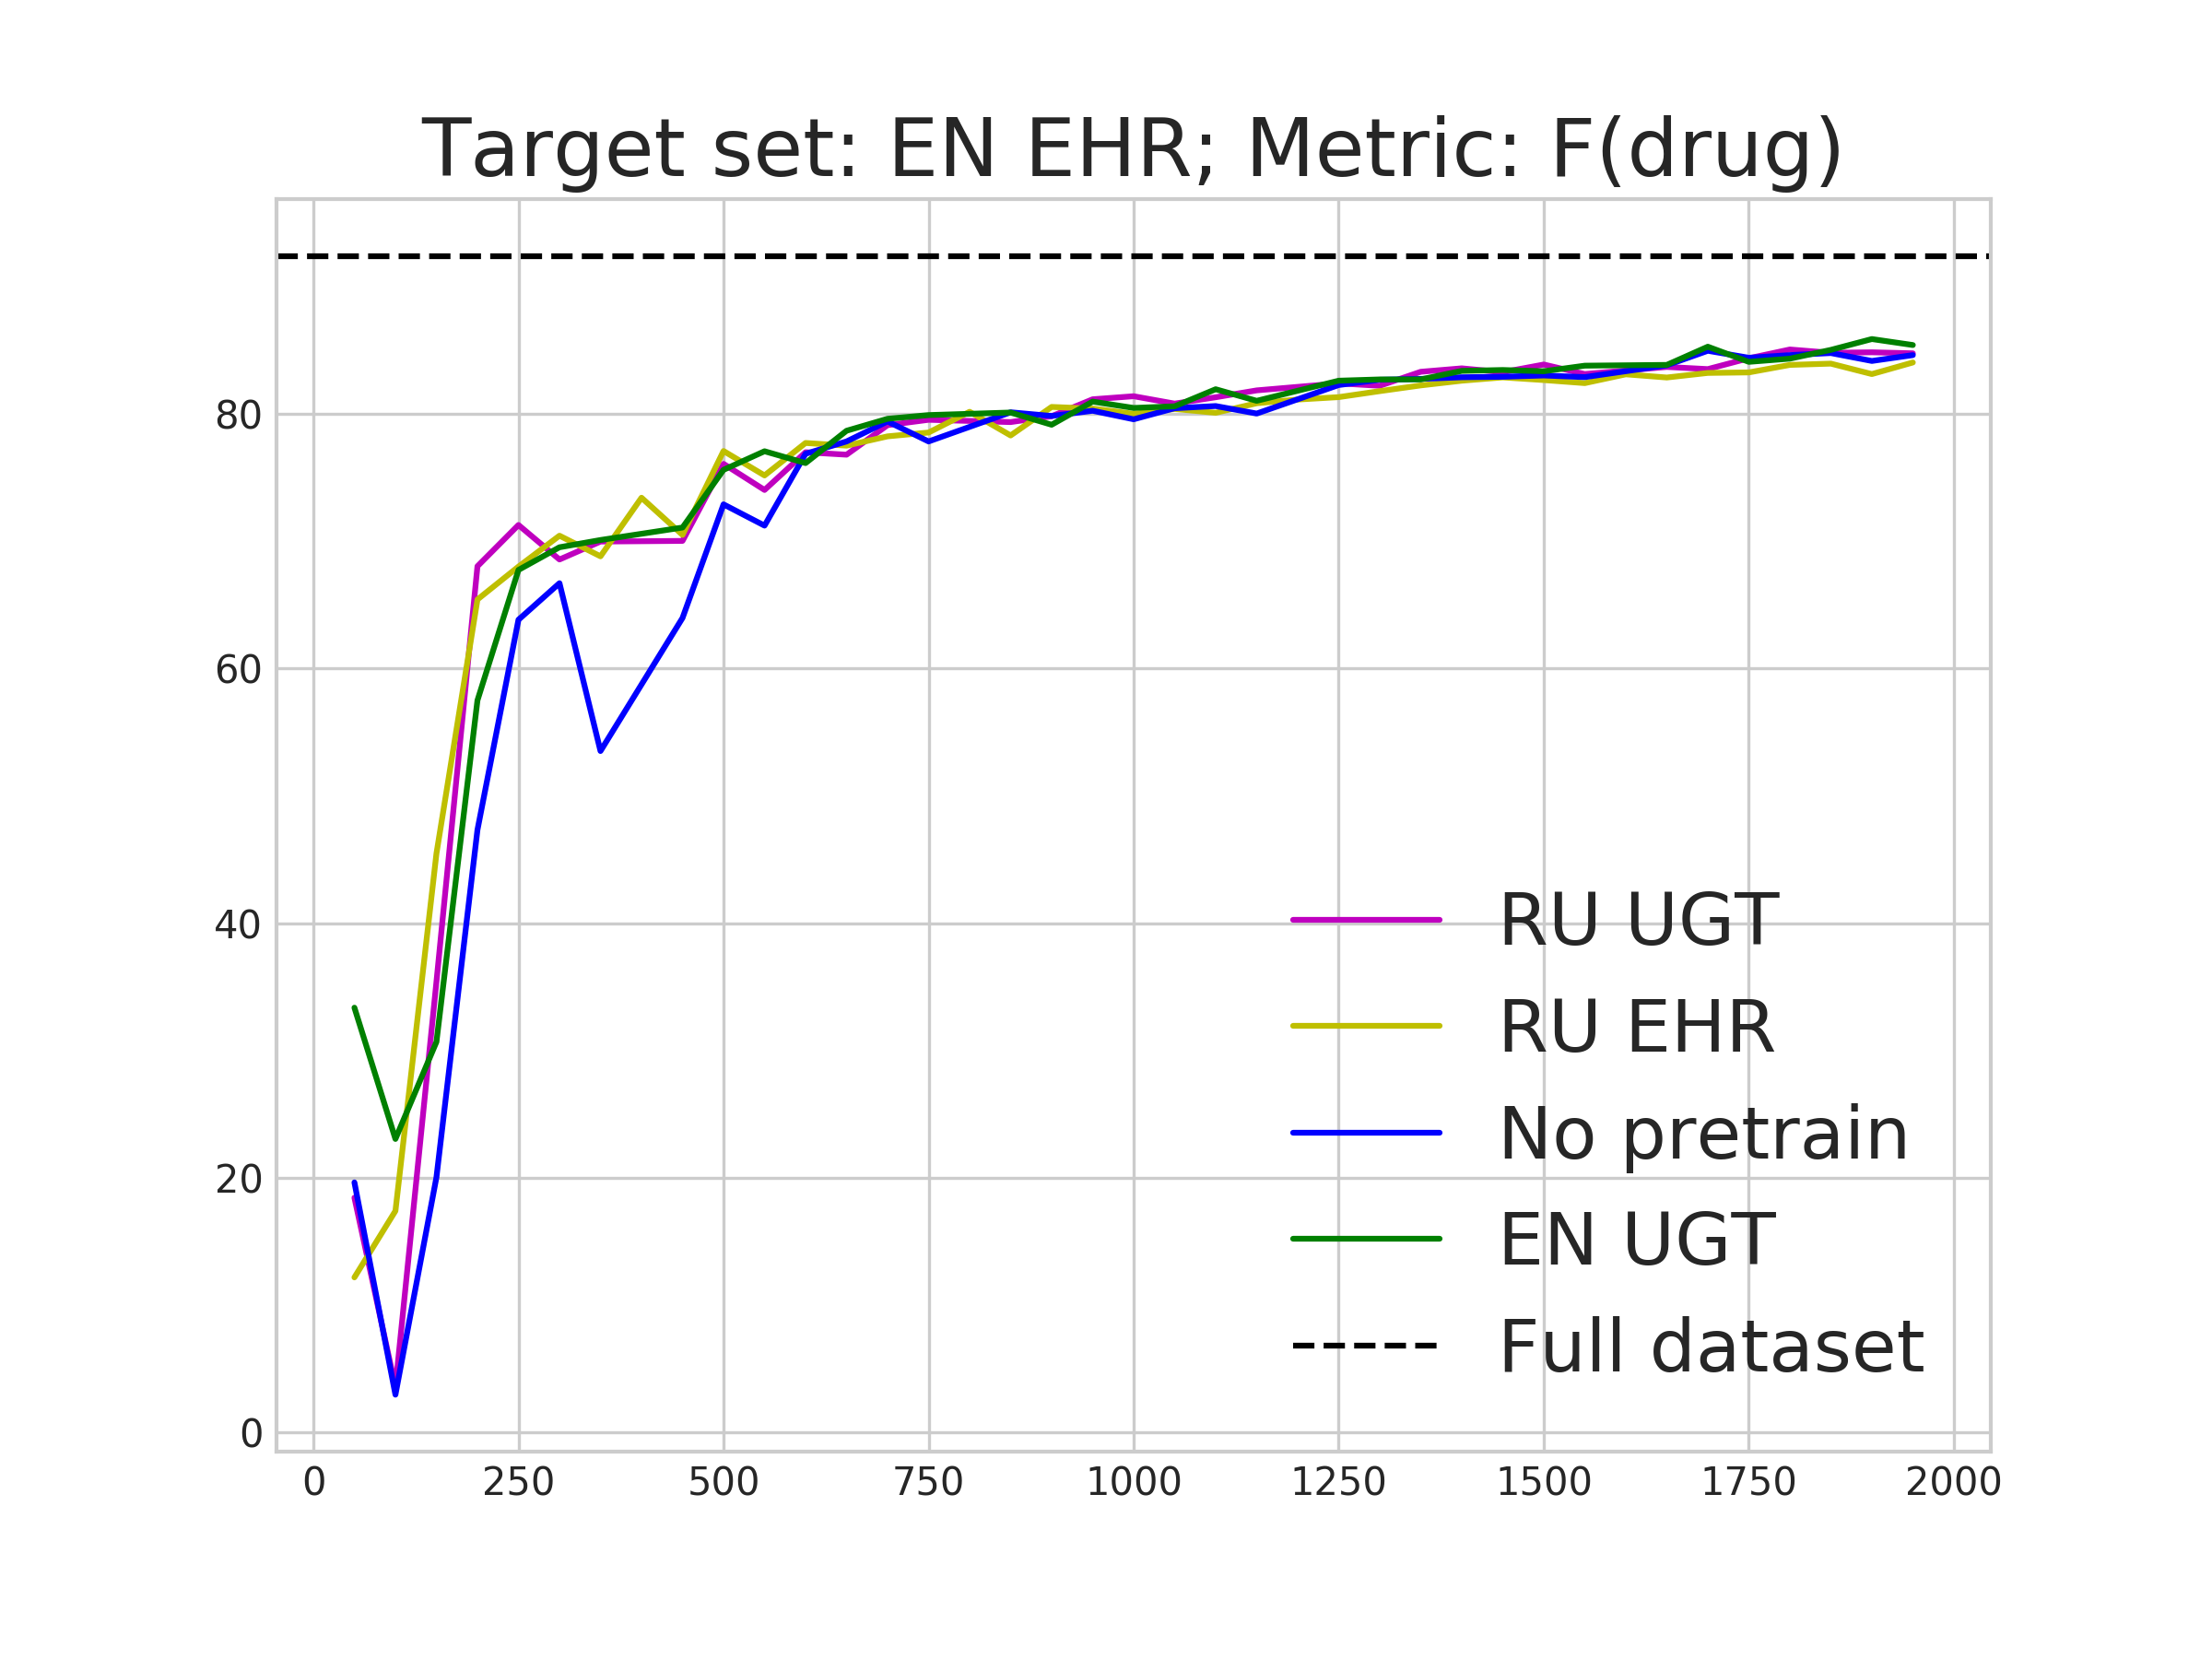 Target set: EN EHR; Metric: F(drug)
80
60
40
20
0
0 250 500 750 1000 1250 1500 1750 2000
RU UGT
RU EHR
No pretrain
EN UGT
Full dataset